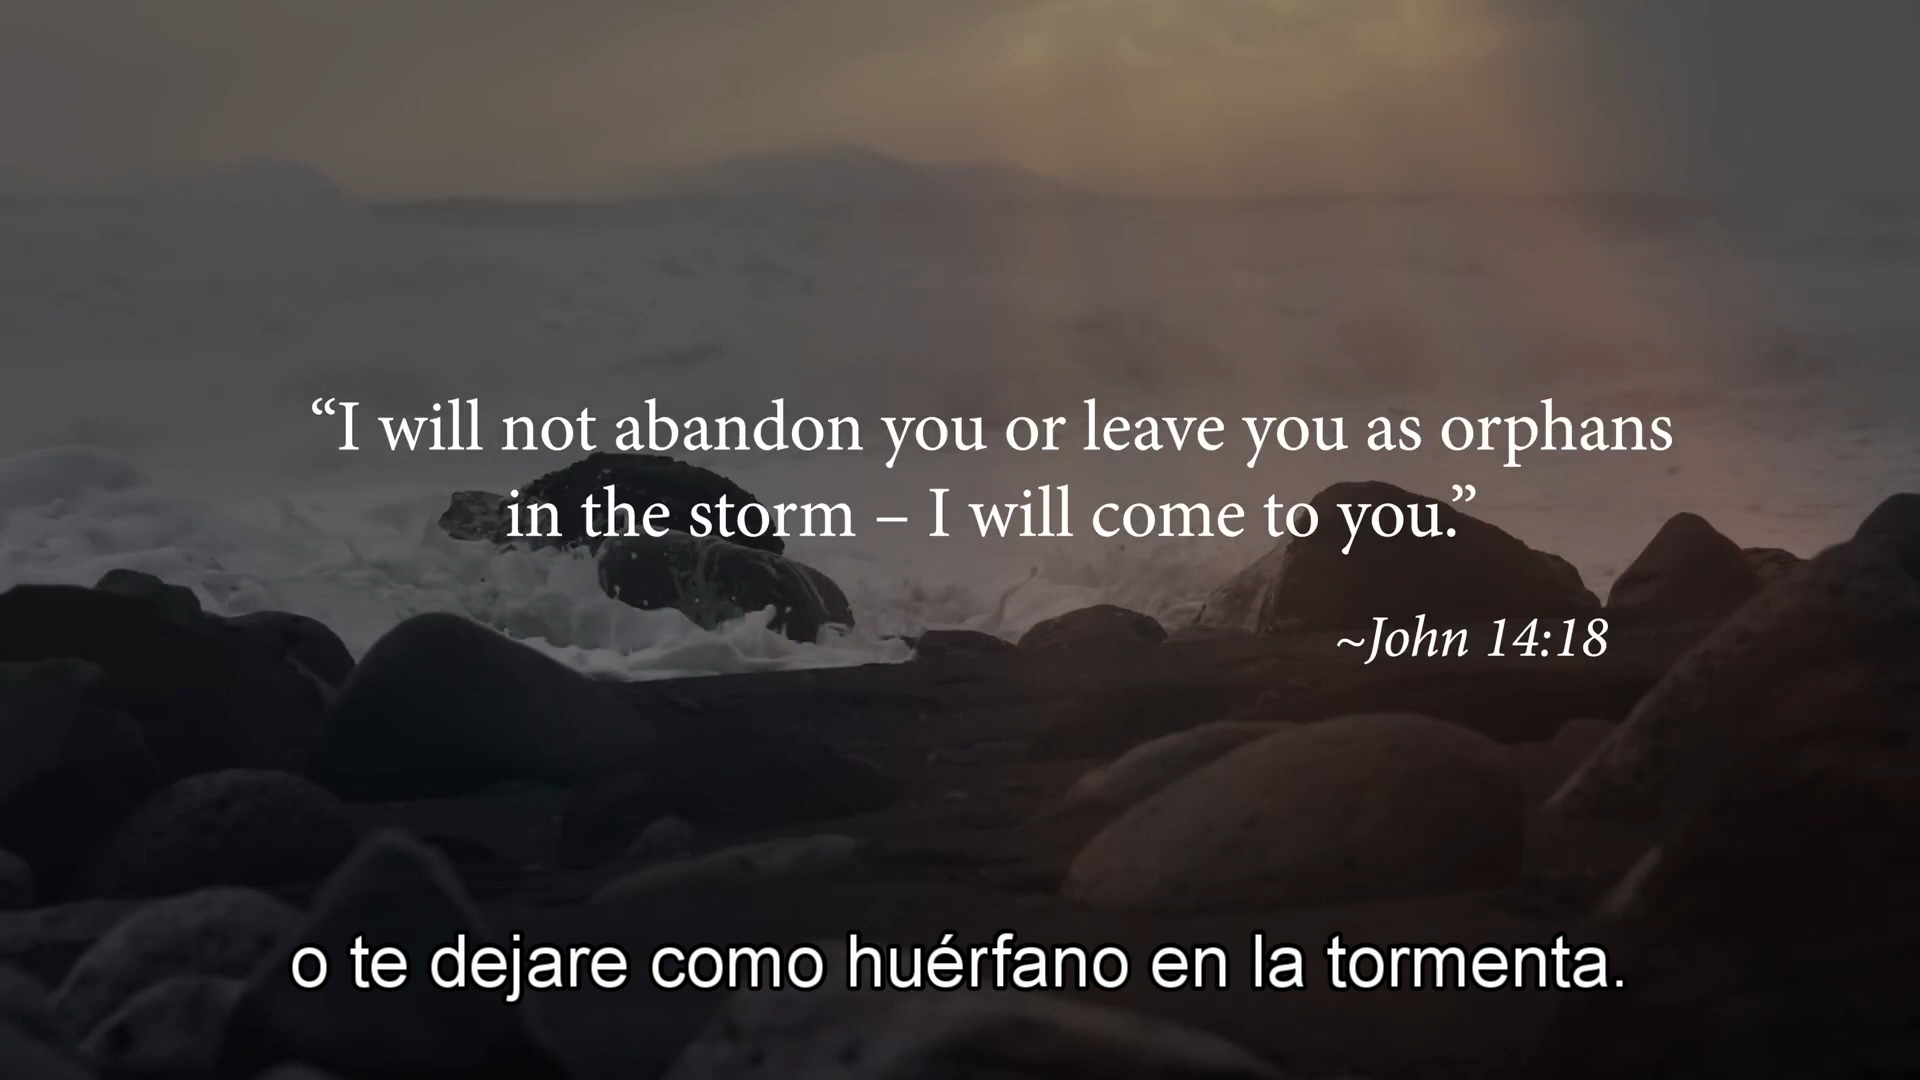 “I will not abandon you or leave you as orphans
in the storm – I will come to you.”
~John 14:18
o te dejare como huérfano en la tormenta.